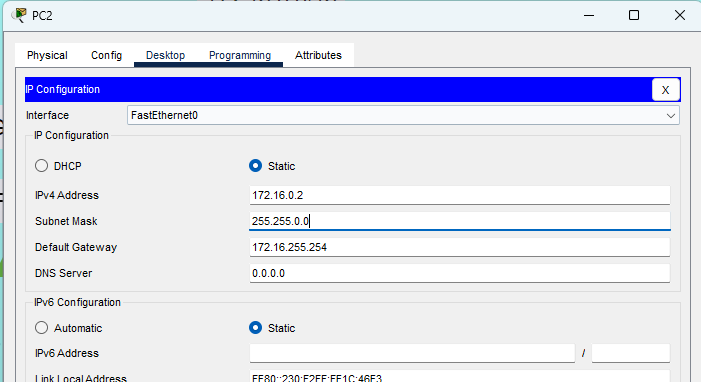 PC2
Physical Config Desktop Programming Attributes
IP Configuration X
Interface FastEthernet0
IP Configuration
DHCP Static
IPv4 Address 172.16.0.2
Subnet Mask 255.255.0.0
Default Gateway 172.16.255.254
DNS Server 0.0.0.0
IPv6 Configuration
Automatic Static
IPv6 Address /
Link Local Address FE80::230:F2FF:FE1C:46E3